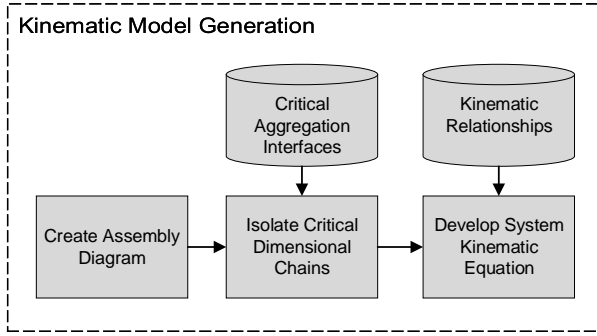 Kinematic Model Generation
Critical
Aggregation
Interfaces
Kinematic
Relationships
Create Assembly
Diagram
Isolate Critical
Dimensional
Chains
Develop System
Kinematic
Equation